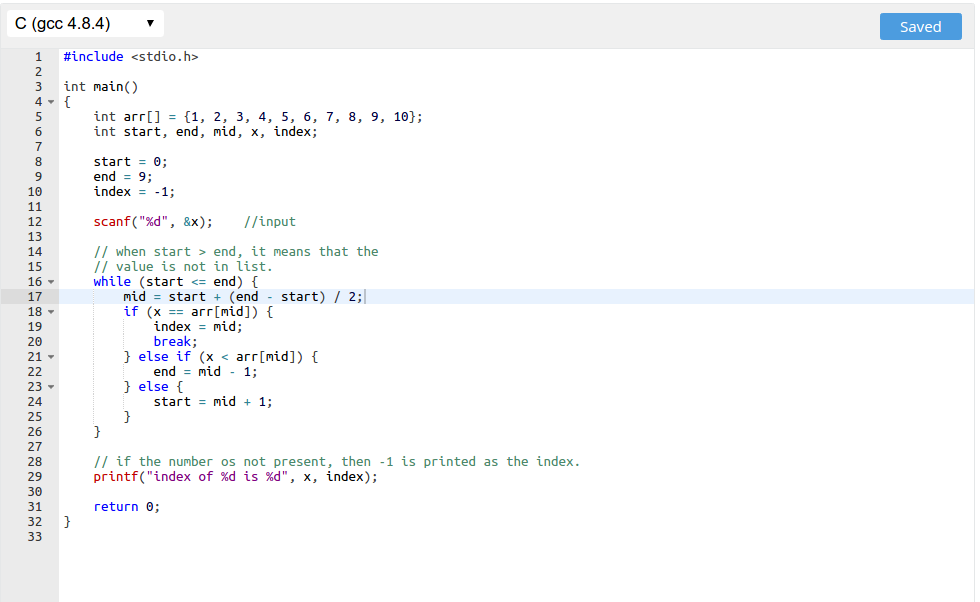 C (gcc 4.8.4) ▼
Saved
1 #include <stdio.h>
2
3 int main()
4 {
5     int arr[] = {1, 2, 3, 4, 5, 6, 7, 8, 9, 10};
6     int start, end, mid, x, index;
7
8     start = 0;
9     end = 9;
10     index = -1;
11
12     scanf("%d", &x);    //input
13
14     // when start > end, it means that the
15     // value is not in list.
16     while (start <= end) {
17         mid = start + (end - start) / 2;
18         if (x == arr[mid]) {
19             index = mid;
20             break;
21         } else if (x < arr[mid]) {
22             end = mid - 1;
23         } else {
24             start = mid + 1;
25         }
26     }
27
28     // if the number os not present, then -1 is printed as the index.
29     printf("index of %d is %d", x, index);
30
31     return 0;
32 }
33